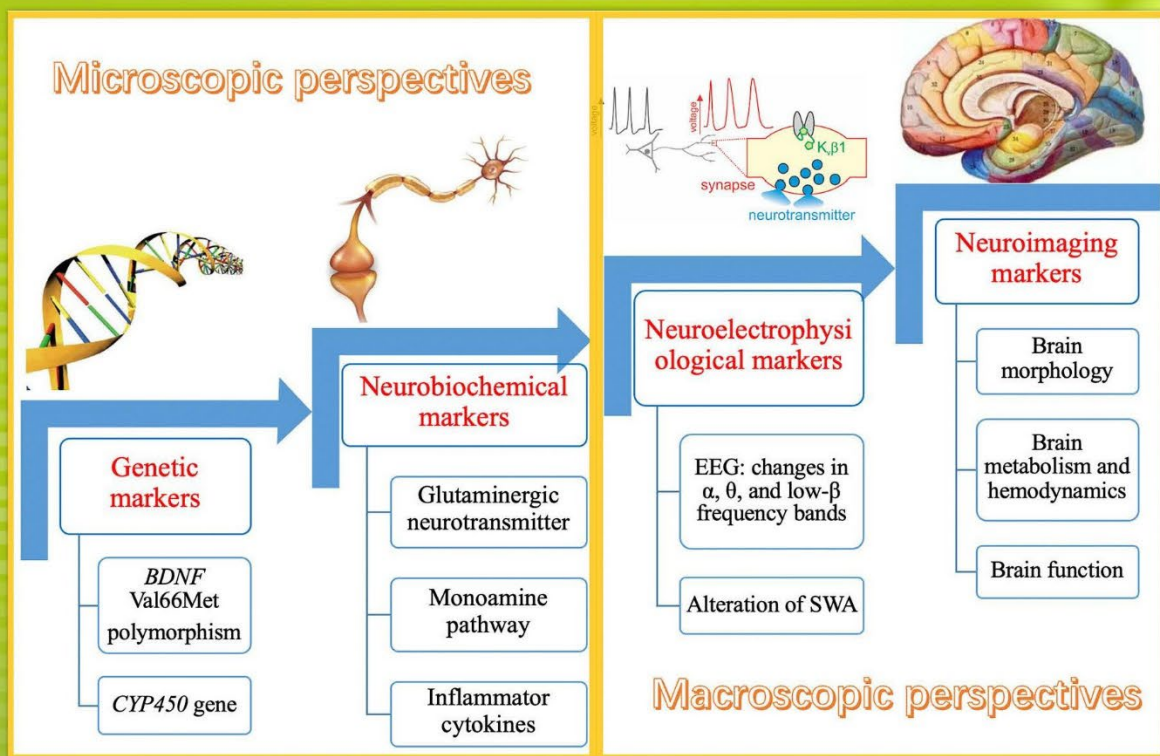 Microscopic perspectives
Genetic
markers
BDNF
Val66Met
polymorphism
CYP450 gene
Neurobiochemical
markers
Glutaminergic
neurotransmitter
Monoamine
pathway
Inflammator
cytokines
voltage
voltage
Kᵥβ1
synapse
neurotransmitter
Neuroelectrophysi
ological markers
EEG: changes in
α, θ, and low-β
frequency bands
Alteration of SWA
Neuroimaging
markers
Brain
morphology
Brain
metabolism and
hemodynamics
Brain function
Macroscopic perspectives